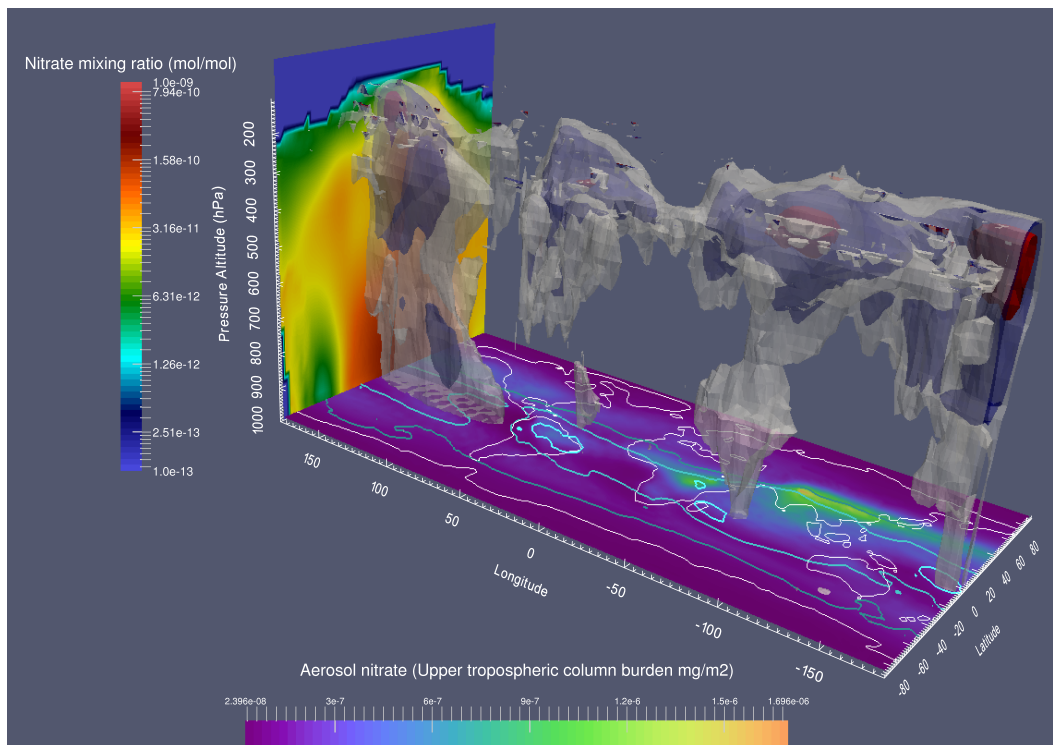 Nitrate mixing ratio (mol/mol)
1.0e-09
7.94e-10
1.58e-10
3.16e-11
6.31e-12
1.26e-12
2.51e-13
1.0e-13
Pressure Altitude (hPa)
200
300
400
500
600
700
800
900
1000
150
100
50
0
-50
-100
-150
Longitude
-80
-60
-40
-20
0
20
40
60
80
Latitude
Aerosol nitrate (Upper tropospheric column burden mg/m2)
2.396e-08 3e-7 6e-7 9e-7 1.2e-6 1.5e-6 1.696e-06